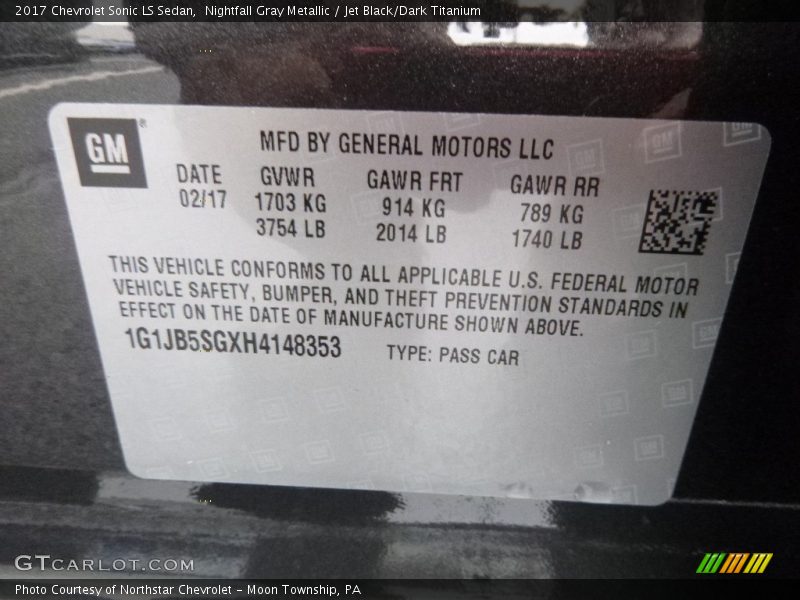 2017 Chevrolet Sonic LS Sedan,  Nightfall Gray Metallic / Jet Black/Dark Titanium
GM®
MFD BY GENERAL MOTORS LLC
DATE GVWR GAWR FRT GAWR RR
02/17 1703 KG 914 KG 789 KG
3754 LB 2014 LB 1740 LB
THIS VEHICLE CONFORMS TO ALL APPLICABLE U.S. FEDERAL MOTOR
VEHICLE SAFETY, BUMPER, AND THEFT PREVENTION STANDARDS IN
EFFECT ON THE DATE OF MANUFACTURE SHOWN ABOVE.
1G1JB5SGXH4148353 TYPE: PASS CAR
GTCARLOT.COM
Photo Courtesy of Northstar Chevrolet – Moon Township, PA